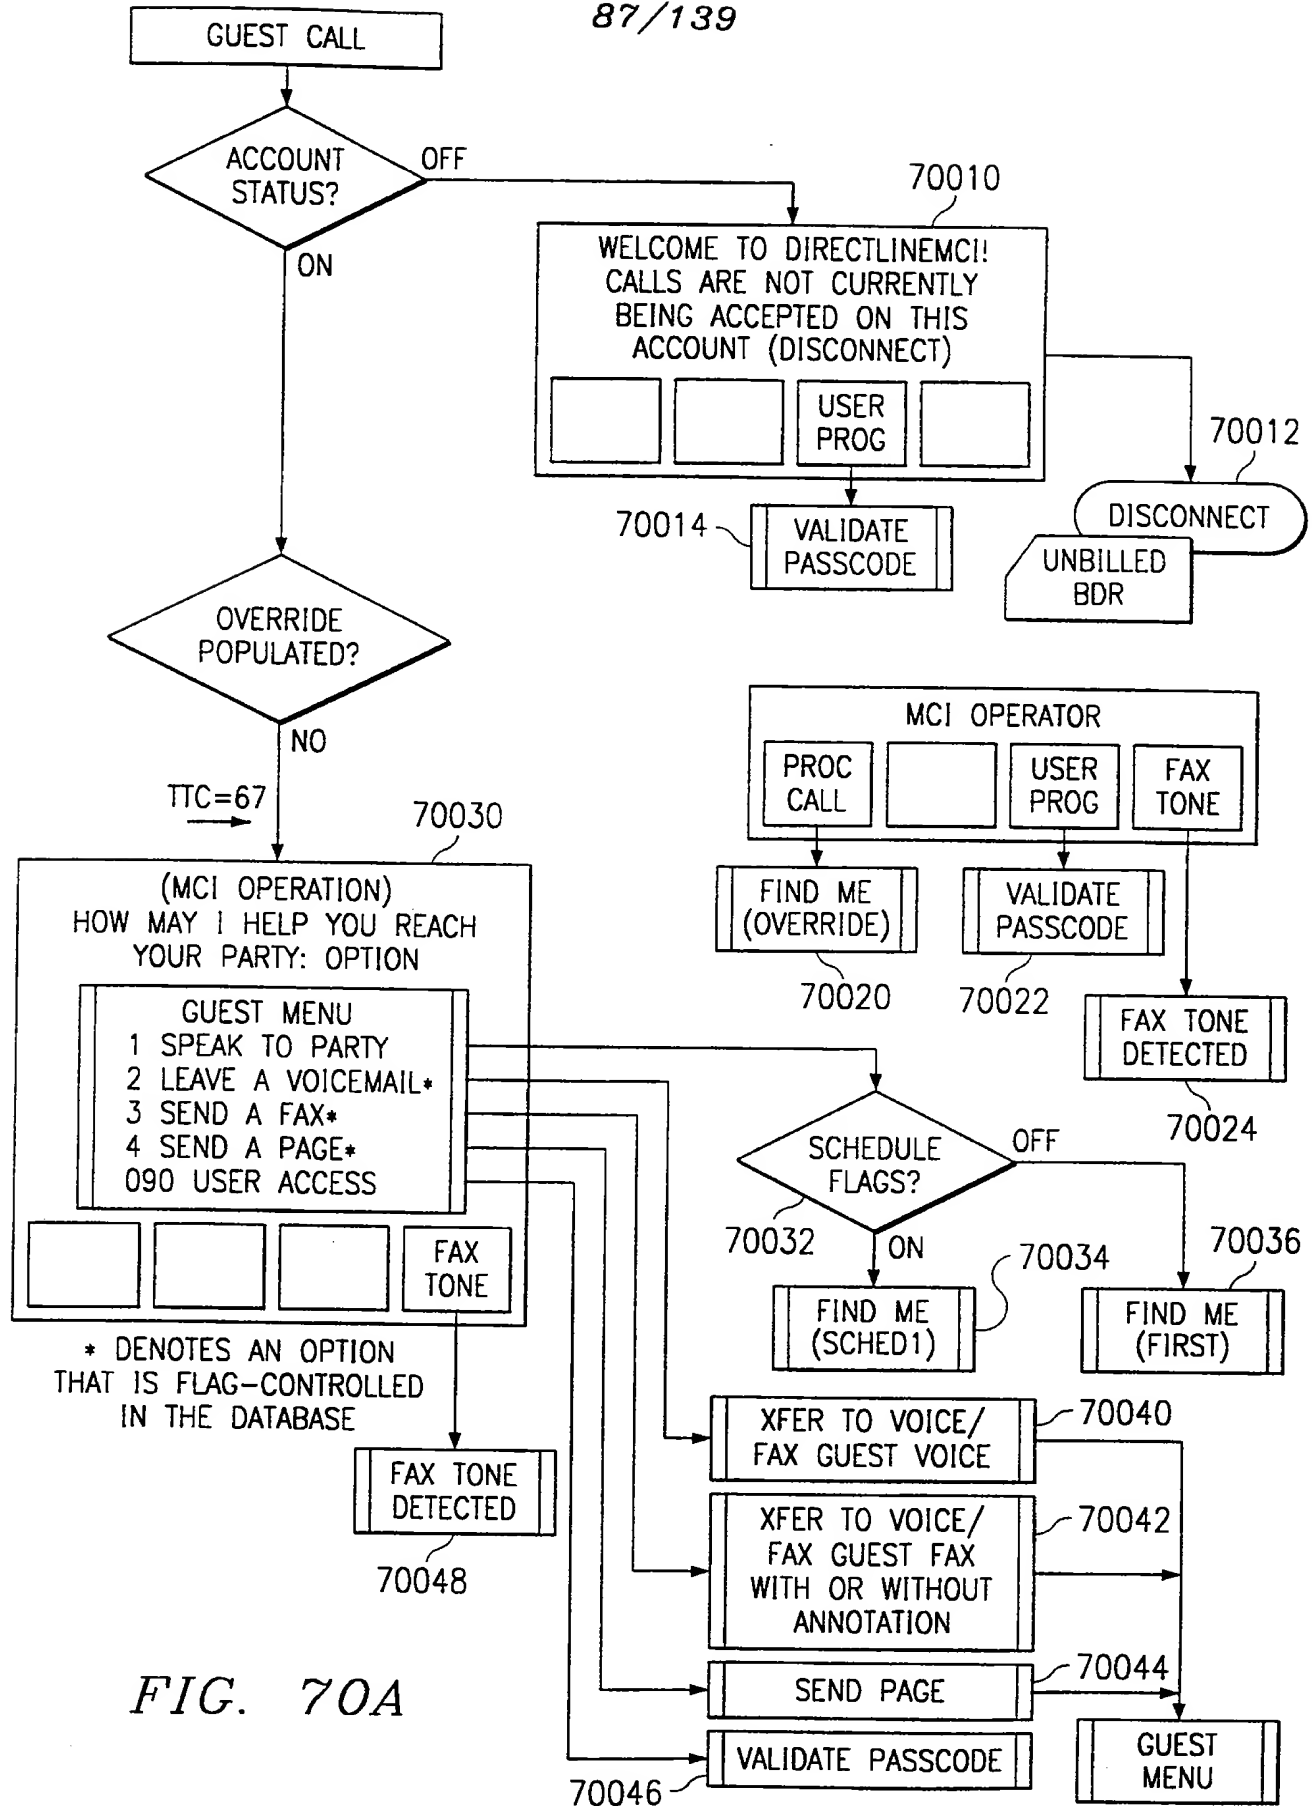 87/139
GUEST CALL
ACCOUNT
STATUS?
OFF
ON
70010
WELCOME TO DIRECTLINEMCI!
CALLS ARE NOT CURRENTLY
BEING ACCEPTED ON THIS
ACCOUNT (DISCONNECT)
USER
PROG
70012
DISCONNECT
UNBILLED
BDR
70014
VALIDATE
PASSCODE
OVERRIDE
POPULATED?
NO
TTC=67
MCI OPERATOR
PROC
CALL
USER
PROG
FAX
TONE
FIND ME
(OVERRIDE)
70020
VALIDATE
PASSCODE
70022
FAX TONE
DETECTED
70024
70030
(MCI OPERATION)
HOW MAY I HELP YOU REACH
YOUR PARTY: OPTION
GUEST MENU
1 SPEAK TO PARTY
2 LEAVE A VOICEMAIL*
3 SEND A FAX*
4 SEND A PAGE*
090 USER ACCESS
FAX
TONE
* DENOTES AN OPTION
THAT IS FLAG-CONTROLLED
IN THE DATABASE
FAX TONE
DETECTED
70048
SCHEDULE
FLAGS?
OFF
70032
ON
70034
FIND ME
(SCHED1)
70036
FIND ME
(FIRST)
XFER TO VOICE/
FAX GUEST VOICE
70040
XFER TO VOICE/
FAX GUEST FAX
WITH OR WITHOUT
ANNOTATION
70042
SEND PAGE
70044
VALIDATE PASSCODE
70046
GUEST
MENU
FIG. 70A